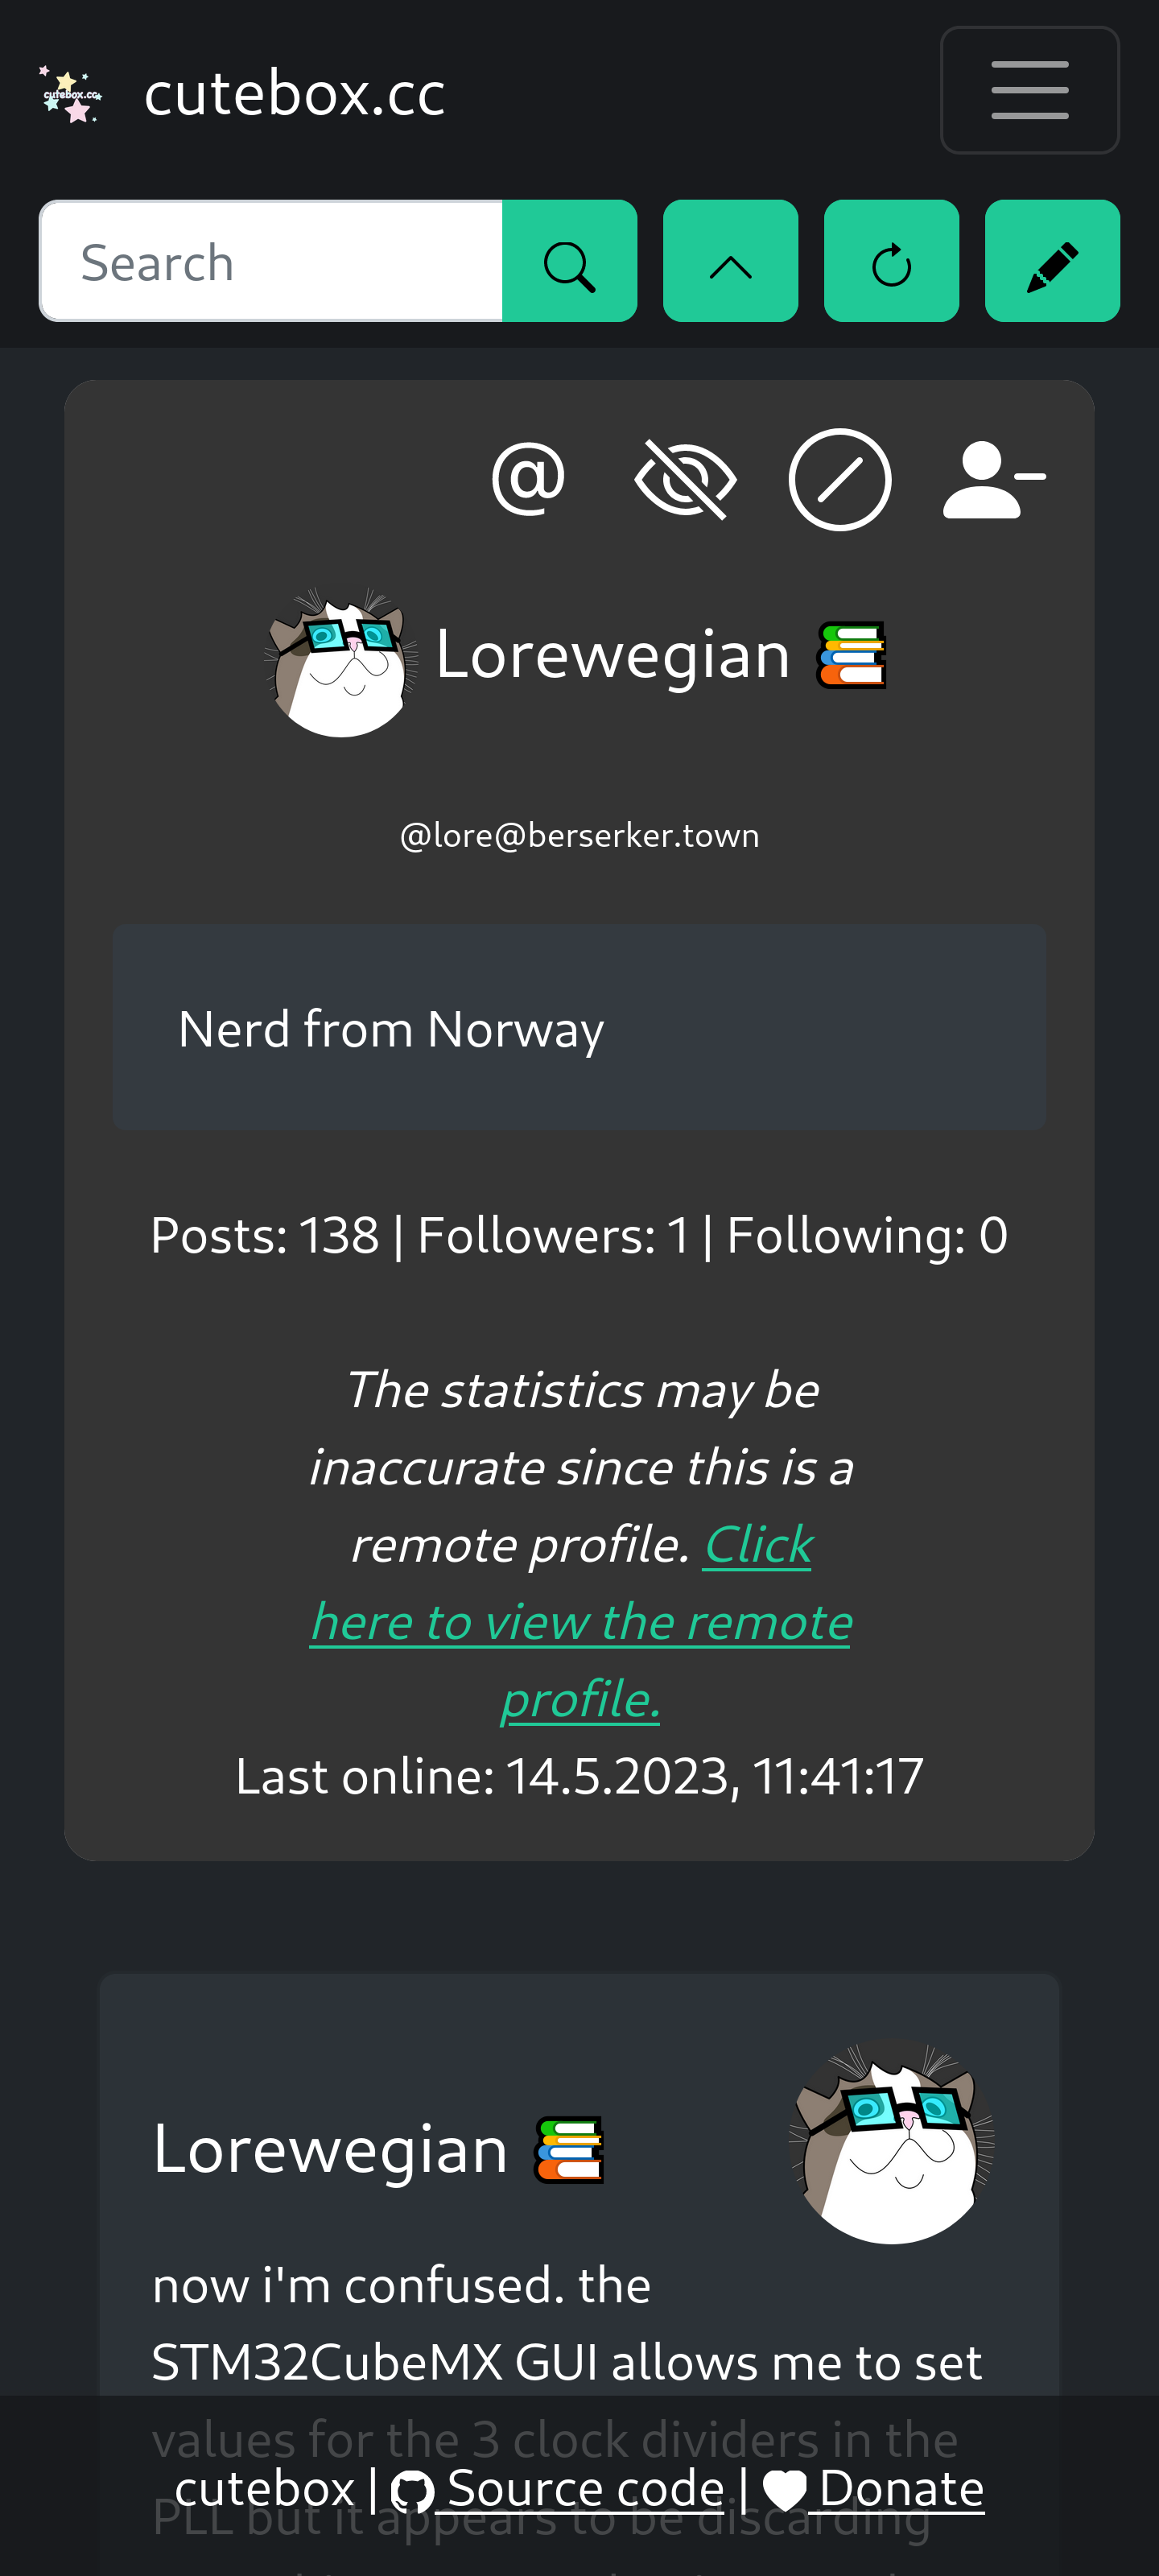 cutebox.cc
cutebox.cc
Search
@
Lorewegian
@lore@berserker.town
Nerd from Norway
Posts: 138 | Followers: 1 | Following: 0
The statistics may be
inaccurate since this is a
remote profile. Click
here to view the remote
profile.
Last online: 14.5.2023, 11:41:17
Lorewegian
now i'm confused. the
STM32CubeMX GUI allows me to set
values for the 3 clock dividers in the
cutebox | Source code | Donate
PLL but it appears to be discarding